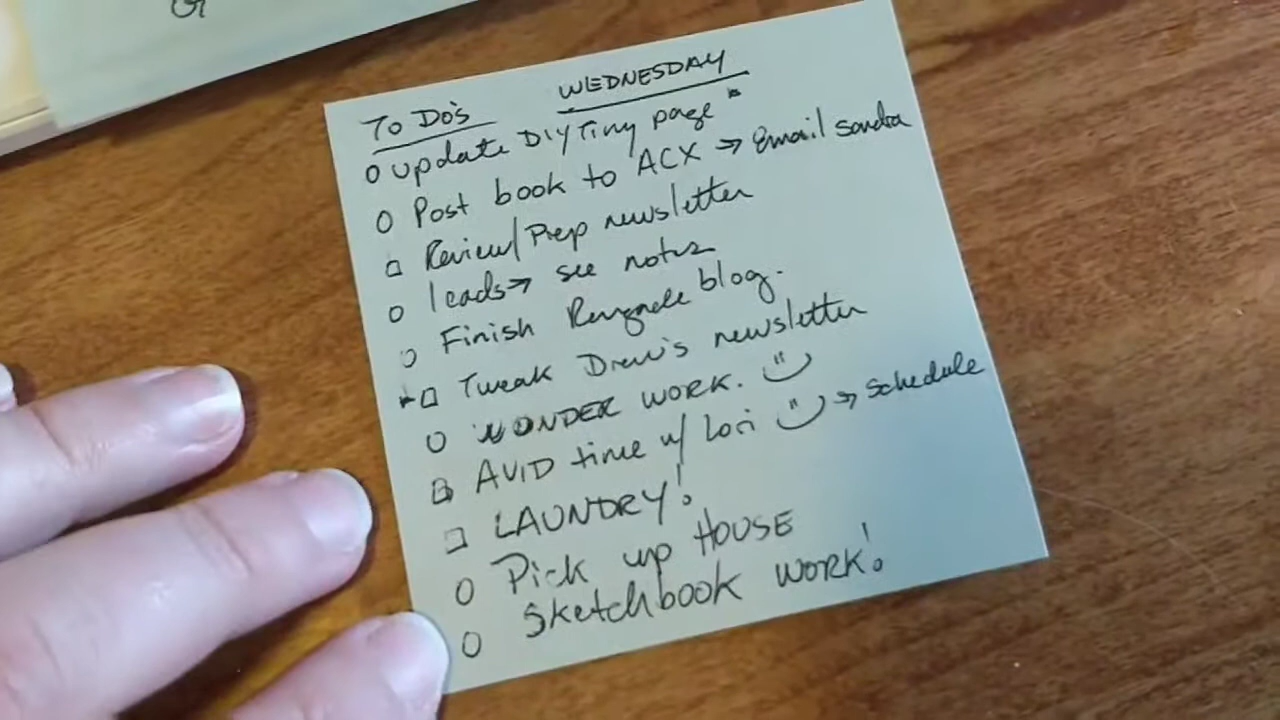 G
To Do's WEDNESDAY
update DIY Tiny page
Post book to ACX → Email Sandra
Review/Prep newsletter
leads → see notes
Finish Renegade blog.
Tweak Drew's newsletter
WONDER WORK.
AVID time w/ Lori → Schedule
LAUNDRY!
Pick up HOUSE
Sketchbook WORK!